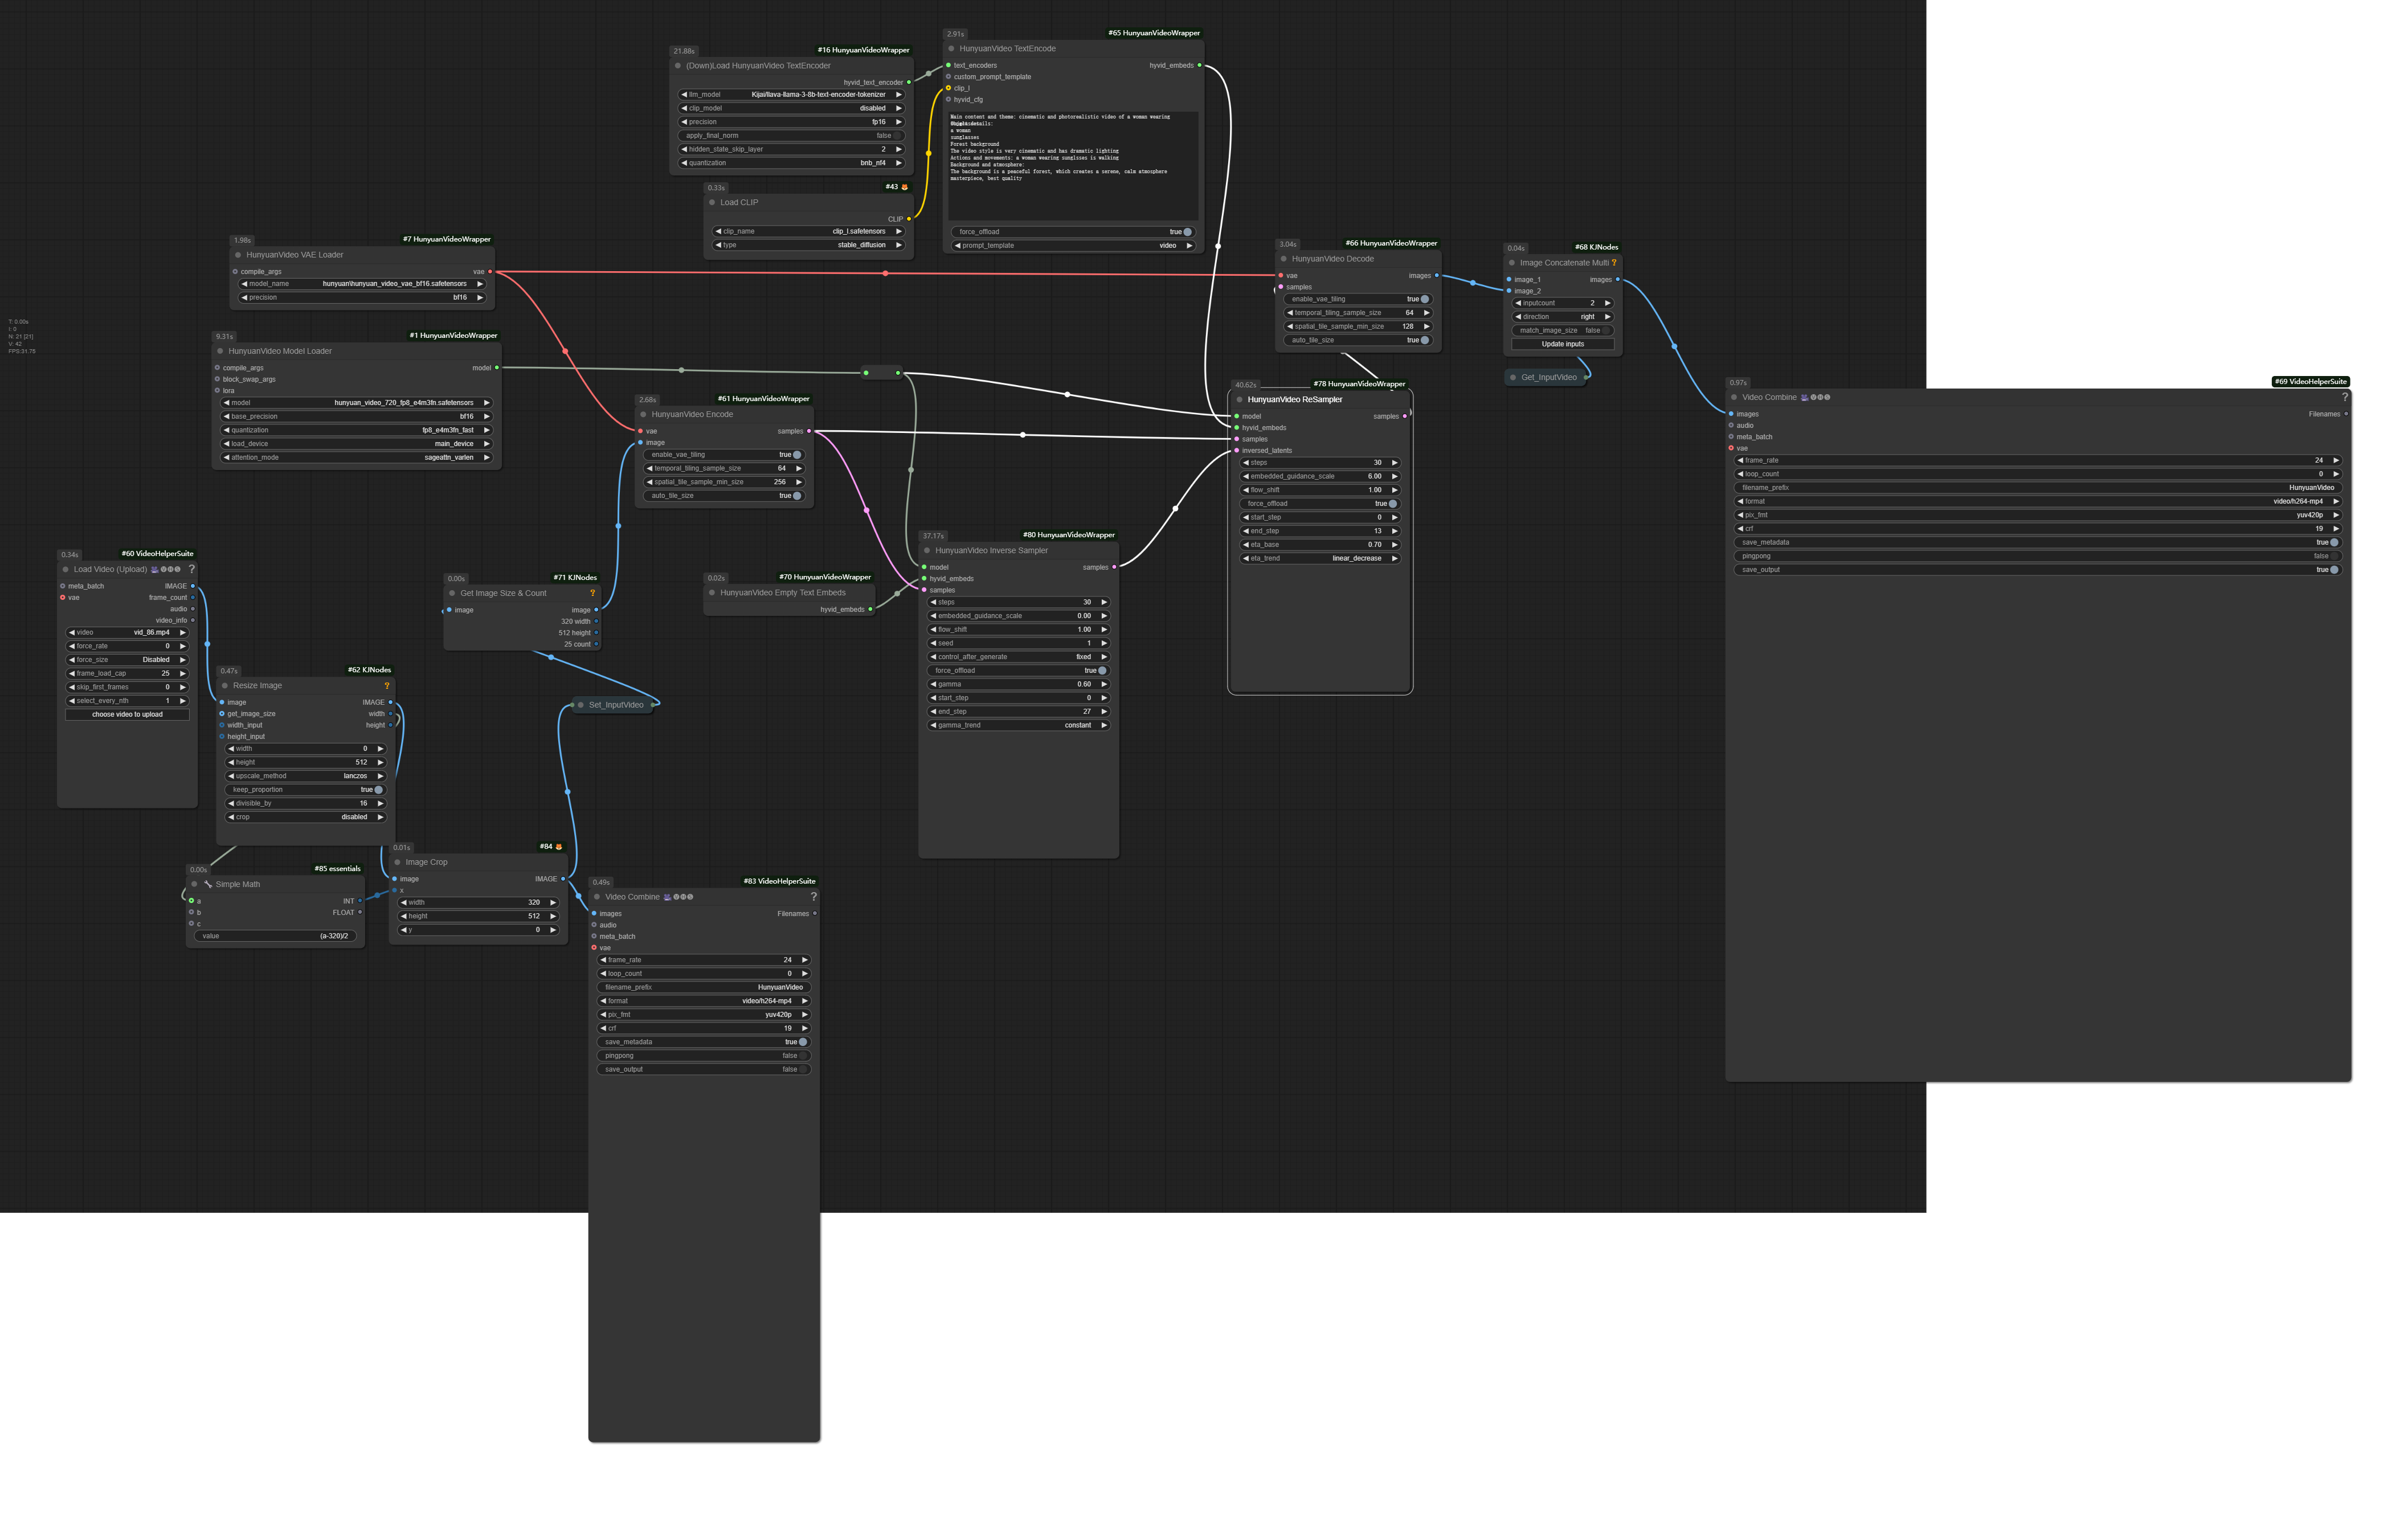 T: 0.00s
I: 0
N: 21 [21]
V: 42
FPS:31.75
21.88s
#16 HunyuanVideoWrapper
(Down)Load HunyuanVideo TextEncoder
hyvid_text_encoder
llm_model Kijai/llava-llama-3-8b-text-encoder-tokenizer
clip_model disabled
precision fp16
apply_final_norm false
hidden_state_skip_layer 2
quantization bnb_nf4
0.33s
#43
Load CLIP
CLIP
clip_name clip_l.safetensors
type stable_diffusion
2.91s
#65 HunyuanVideoWrapper
HunyuanVideo TextEncode
text_encoders hyvid_embeds
custom_prompt_template
clip_l
hyvid_cfg
Main content and theme: cinematic and photorealistic video of a woman wearing
a woman
sunglasses
Forest background
The video style is very cinematic and has dramatic lighting
Actions and movements: a woman wearing sunglsses is walking
Background and atmosphere:
The background is a peaceful forest, which creates a serene, calm atmosphere
masterpiece, best quality
force_offload true
prompt_template video
1.98s
#7 HunyuanVideoWrapper
HunyuanVideo VAE Loader
compile_args vae
model_name hunyuan\hunyuan_video_vae_bf16.safetensors
precision bf16
9.31s
#1 HunyuanVideoWrapper
HunyuanVideo Model Loader
compile_args model
block_swap_args
lora
model hunyuan_video_720_fp8_e4m3fn.safetensors
base_precision bf16
quantization fp8_e4m3fn_fast
load_device main_device
attention_mode sageattn_varlen
2.68s
#61 HunyuanVideoWrapper
HunyuanVideo Encode
vae samples
image
enable_vae_tiling true
temporal_tiling_sample_size 64
spatial_tile_sample_min_size 256
auto_tile_size true
3.04s
#66 HunyuanVideoWrapper
HunyuanVideo Decode
vae images
samples
enable_vae_tiling true
temporal_tiling_sample_size 64
spatial_tile_sample_min_size 128
auto_tile_size true
0.04s
#68 KJNodes
Image Concatenate Multi ?
image_1 images
image_2
inputcount 2
direction right
match_image_size false
Update inputs
Get_InputVideo
40.62s
#78 HunyuanVideoWrapper
HunyuanVideo ReSampler
model samples
hyvid_embeds
samples
inversed_latents
steps 30
embedded_guidance_scale 6.00
flow_shift 1.00
force_offload true
start_step 0
end_step 13
eta_base 0.70
eta_trend linear_decrease
0.97s
#69 VideoHelperSuite
Video Combine VHS ?
images Filenames
audio
meta_batch
vae
frame_rate 24
loop_count 0
filename_prefix HunyuanVideo
format video/h264-mp4
pix_fmt yuv420p
crf 19
save_metadata true
pingpong false
save_output true
0.34s
#60 VideoHelperSuite
Load Video (Upload) VHS ?
meta_batch IMAGE
vae frame_count
audio
video_info
video vid_86.mp4
force_rate 0
force_size Disabled
frame_load_cap 25
skip_first_frames 0
select_every_nth 1
choose video to upload
0.47s
#62 KJNodes
Resize Image ?
image IMAGE
get_image_size width
width_input height
height_input
width 0
height 512
upscale_method lanczos
keep_proportion true
divisible_by 16
crop disabled
0.00s
#71 KJNodes
Get Image Size & Count ?
image image
320 width
512 height
25 count
Set_InputVideo
0.02s
#70 HunyuanVideoWrapper
HunyuanVideo Empty Text Embeds
hyvid_embeds
37.17s
#80 HunyuanVideoWrapper
HunyuanVideo Inverse Sampler
model samples
hyvid_embeds
samples
steps 30
embedded_guidance_scale 0.00
flow_shift 1.00
seed 1
control_after_generate fixed
force_offload true
gamma 0.60
start_step 0
end_step 27
gamma_trend constant
0.00s
#85 essentials
Simple Math
a INT
b FLOAT
c
value (a-320)/2
0.01s
#84
Image Crop
image IMAGE
x
width 320
height 512
y 0
0.49s
#83 VideoHelperSuite
Video Combine VHS ?
images Filenames
audio
meta_batch
vae
frame_rate 24
loop_count 0
filename_prefix HunyuanVideo
format video/h264-mp4
pix_fmt yuv420p
crf 19
save_metadata true
pingpong false
save_output false